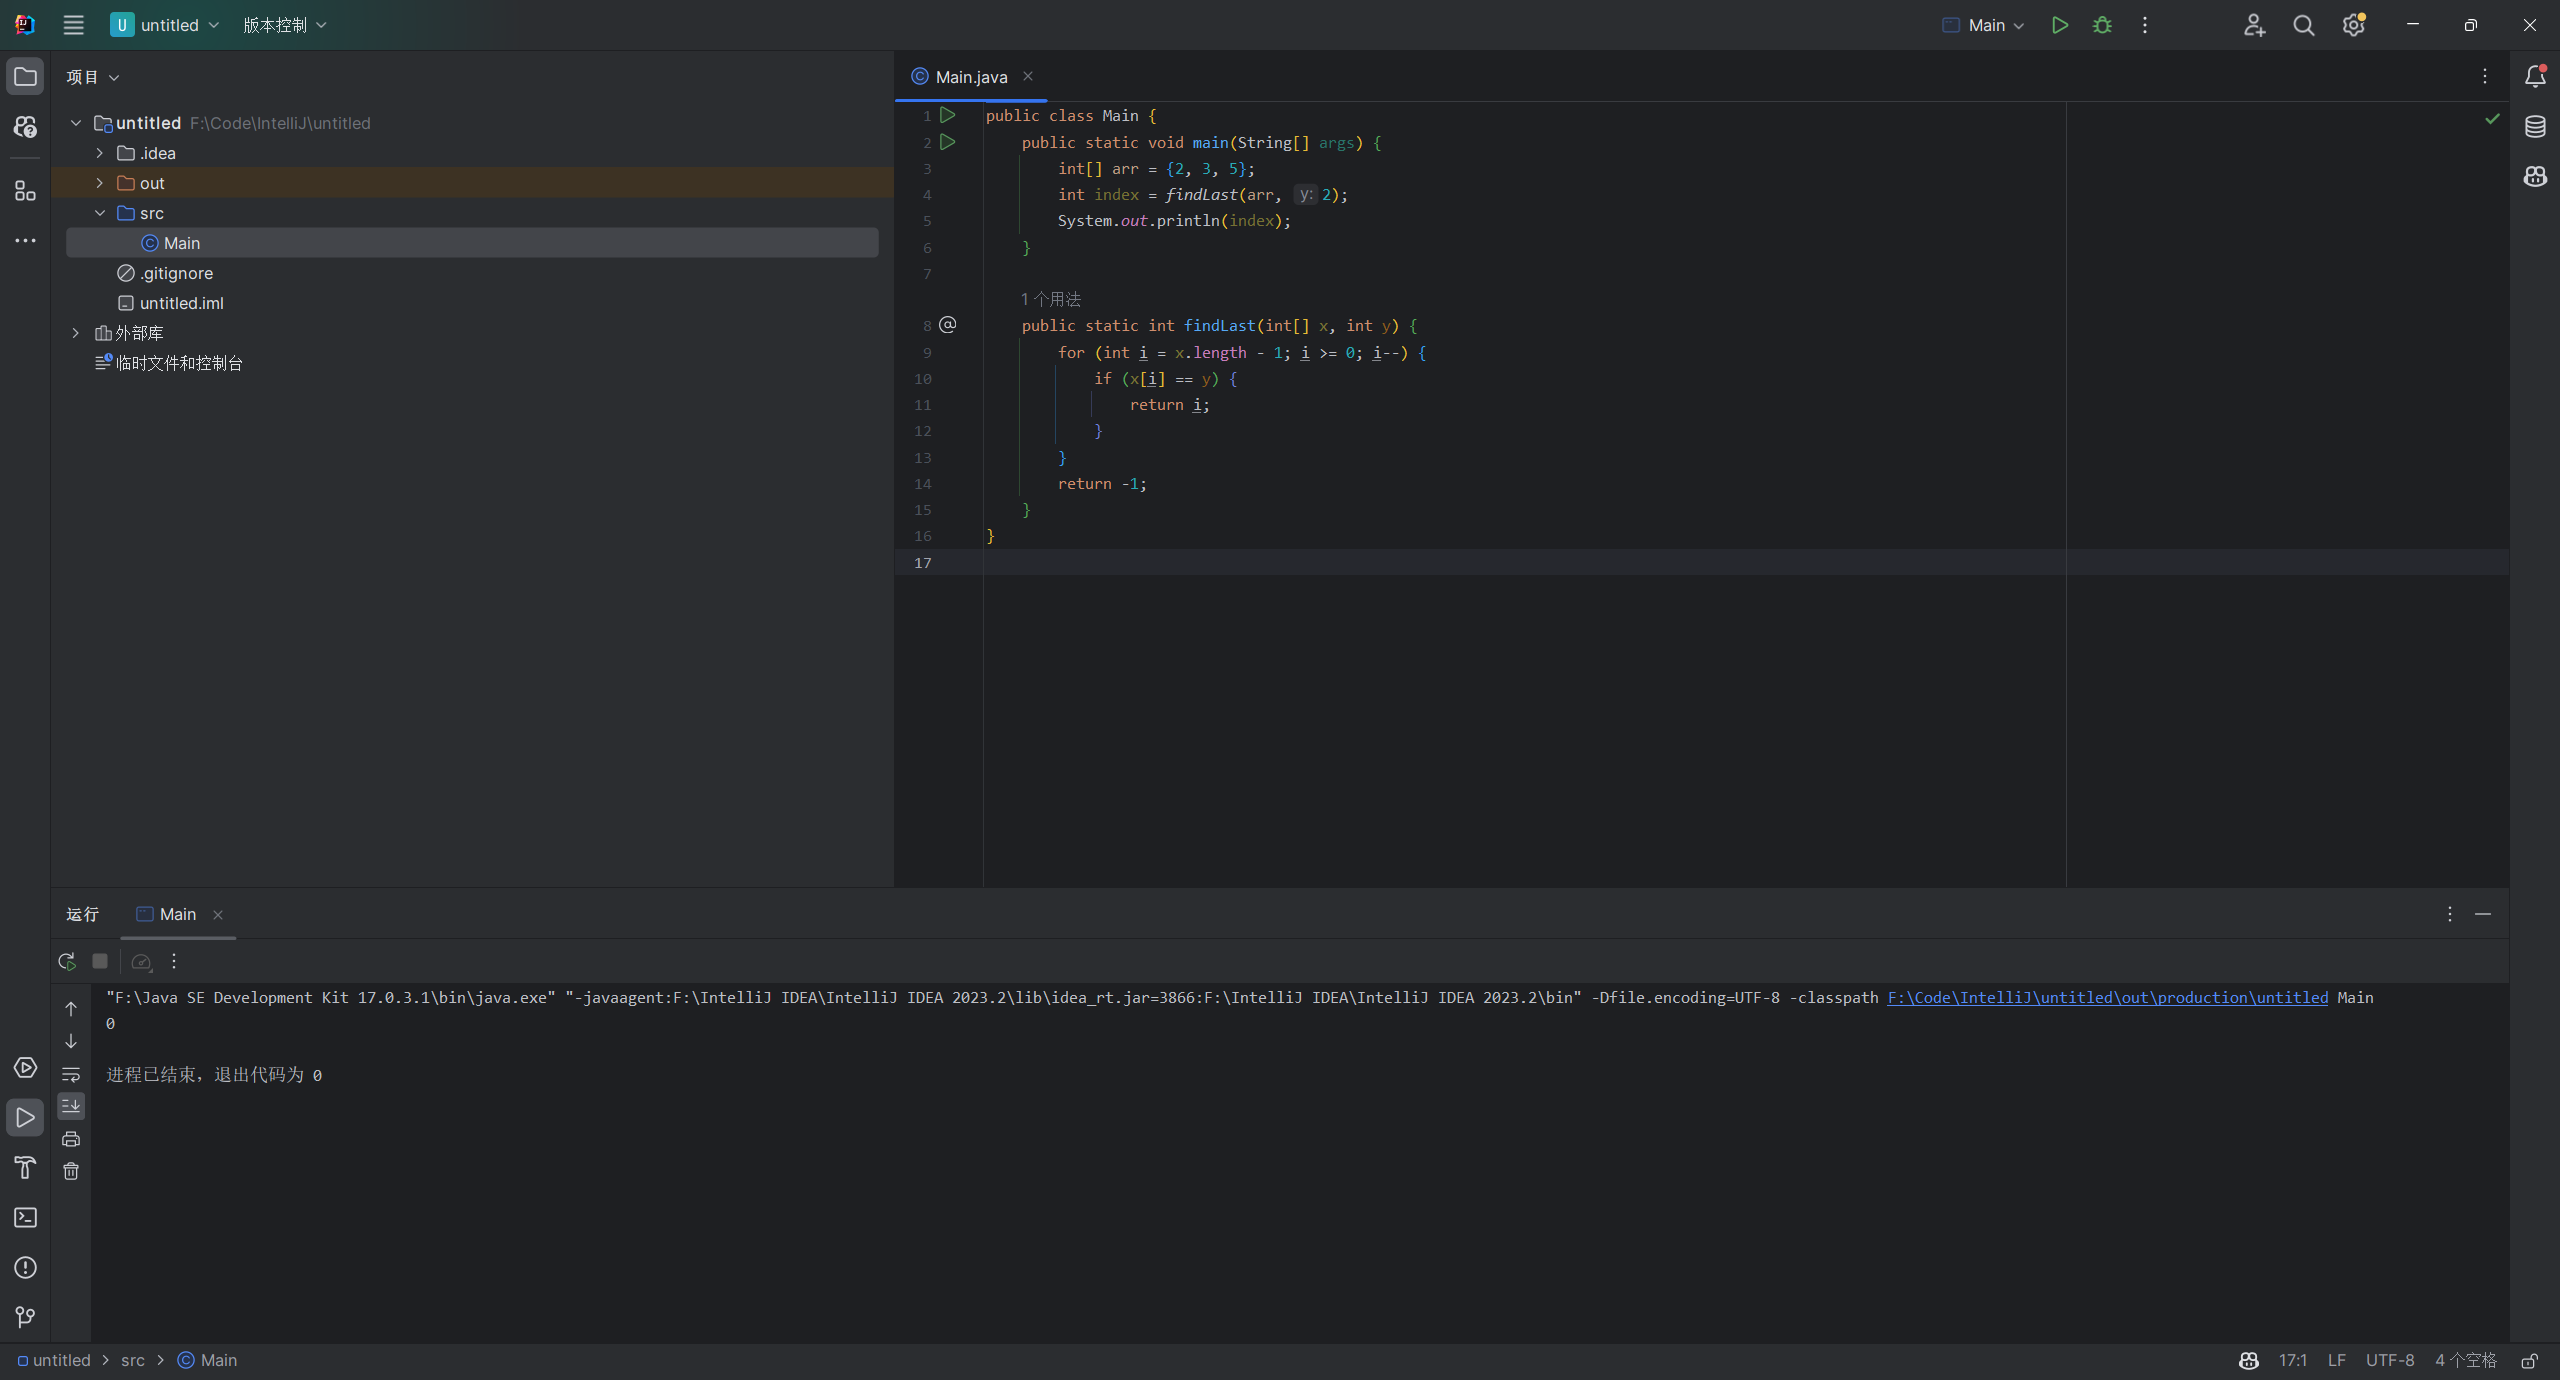 U untitled 版本控制 Main
项目
untitled F:\Code\IntelliJ\untitled
.idea
out
src
Main
.gitignore
untitled.iml
外部库
临时文件和控制台
Main.java
1 public class Main {
2 public static void main(String[] args) {
3 int[] arr = {2, 3, 5};
4 int index = findLast(arr, y: 2);
5 System.out.println(index);
6 }
7
1 个用法
8 public static int findLast(int[] x, int y) {
9 for (int i = x.length - 1; i >= 0; i--) {
10 if (x[i] == y) {
11 return i;
12 }
13 }
14 return -1;
15 }
16 }
17
运行 Main
"F:\Java SE Development Kit 17.0.3.1\bin\java.exe" "-javaagent:F:\IntelliJ IDEA\IntelliJ IDEA 2023.2\lib\idea_rt.jar=3866:F:\IntelliJ IDEA\IntelliJ IDEA 2023.2\bin" -Dfile.encoding=UTF-8 -classpath F:\Code\IntelliJ\untitled\out\production\untitled Main
0
进程已结束，退出代码为 0
untitled > src > Main 17:1 LF UTF-8 4 个空格